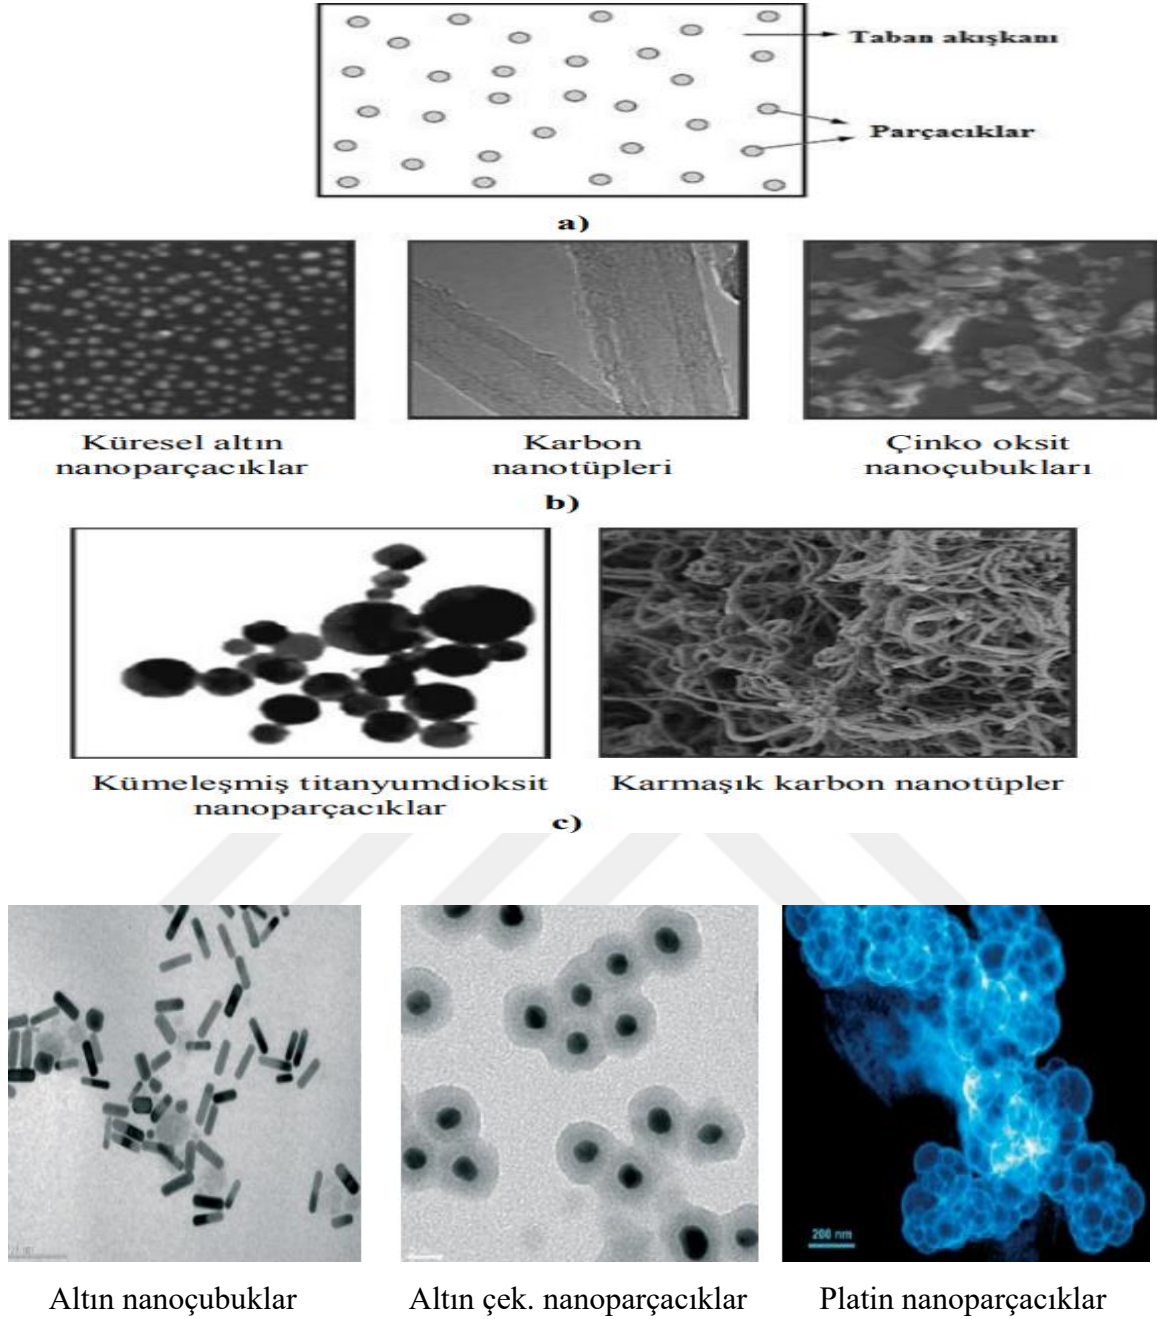 Taban akışkanı
Parçacıklar
a)
Küresel altın
nanoparçacıklar
Karbon
nanotüpleri
Çinko oksit
nanoçubukları
b)
Kümeleşmiş titanyumdioksit
nanoparçacıklar
Karmaşık karbon nanotüpler
c)
200 nm
Altın nanoçubuklar
Altın çek. nanoparçacıklar
Platin nanoparçacıklar